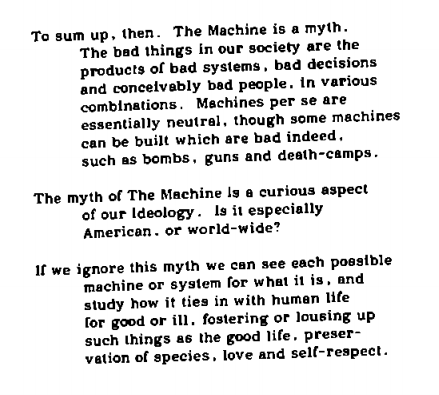 To sum up, then.  The Machine is a myth.
The bad things in our society are the
products of bad systems, bad decisions
and conceivably bad people, in various
combinations.  Machines per se are
essentially neutral, though some machines
can be built which are bad indeed,
such as bombs, guns and death-camps.
The myth of The Machine is a curious aspect
of our ideology.  Is it especially
American, or world-wide?
If we ignore this myth we can see each possible
machine or system for what it is, and
study how it ties in with human life
for good or ill, fostering or lousing up
such things as the good life, preser-
vation of species, love and self-respect.